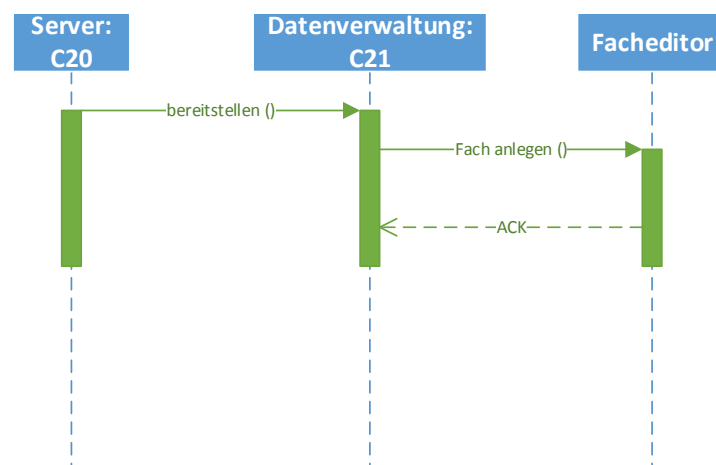 Server:
C20
Datenverwaltung:
C21
Facheditor
bereitstellen ()
Fach anlegen ()
ACK